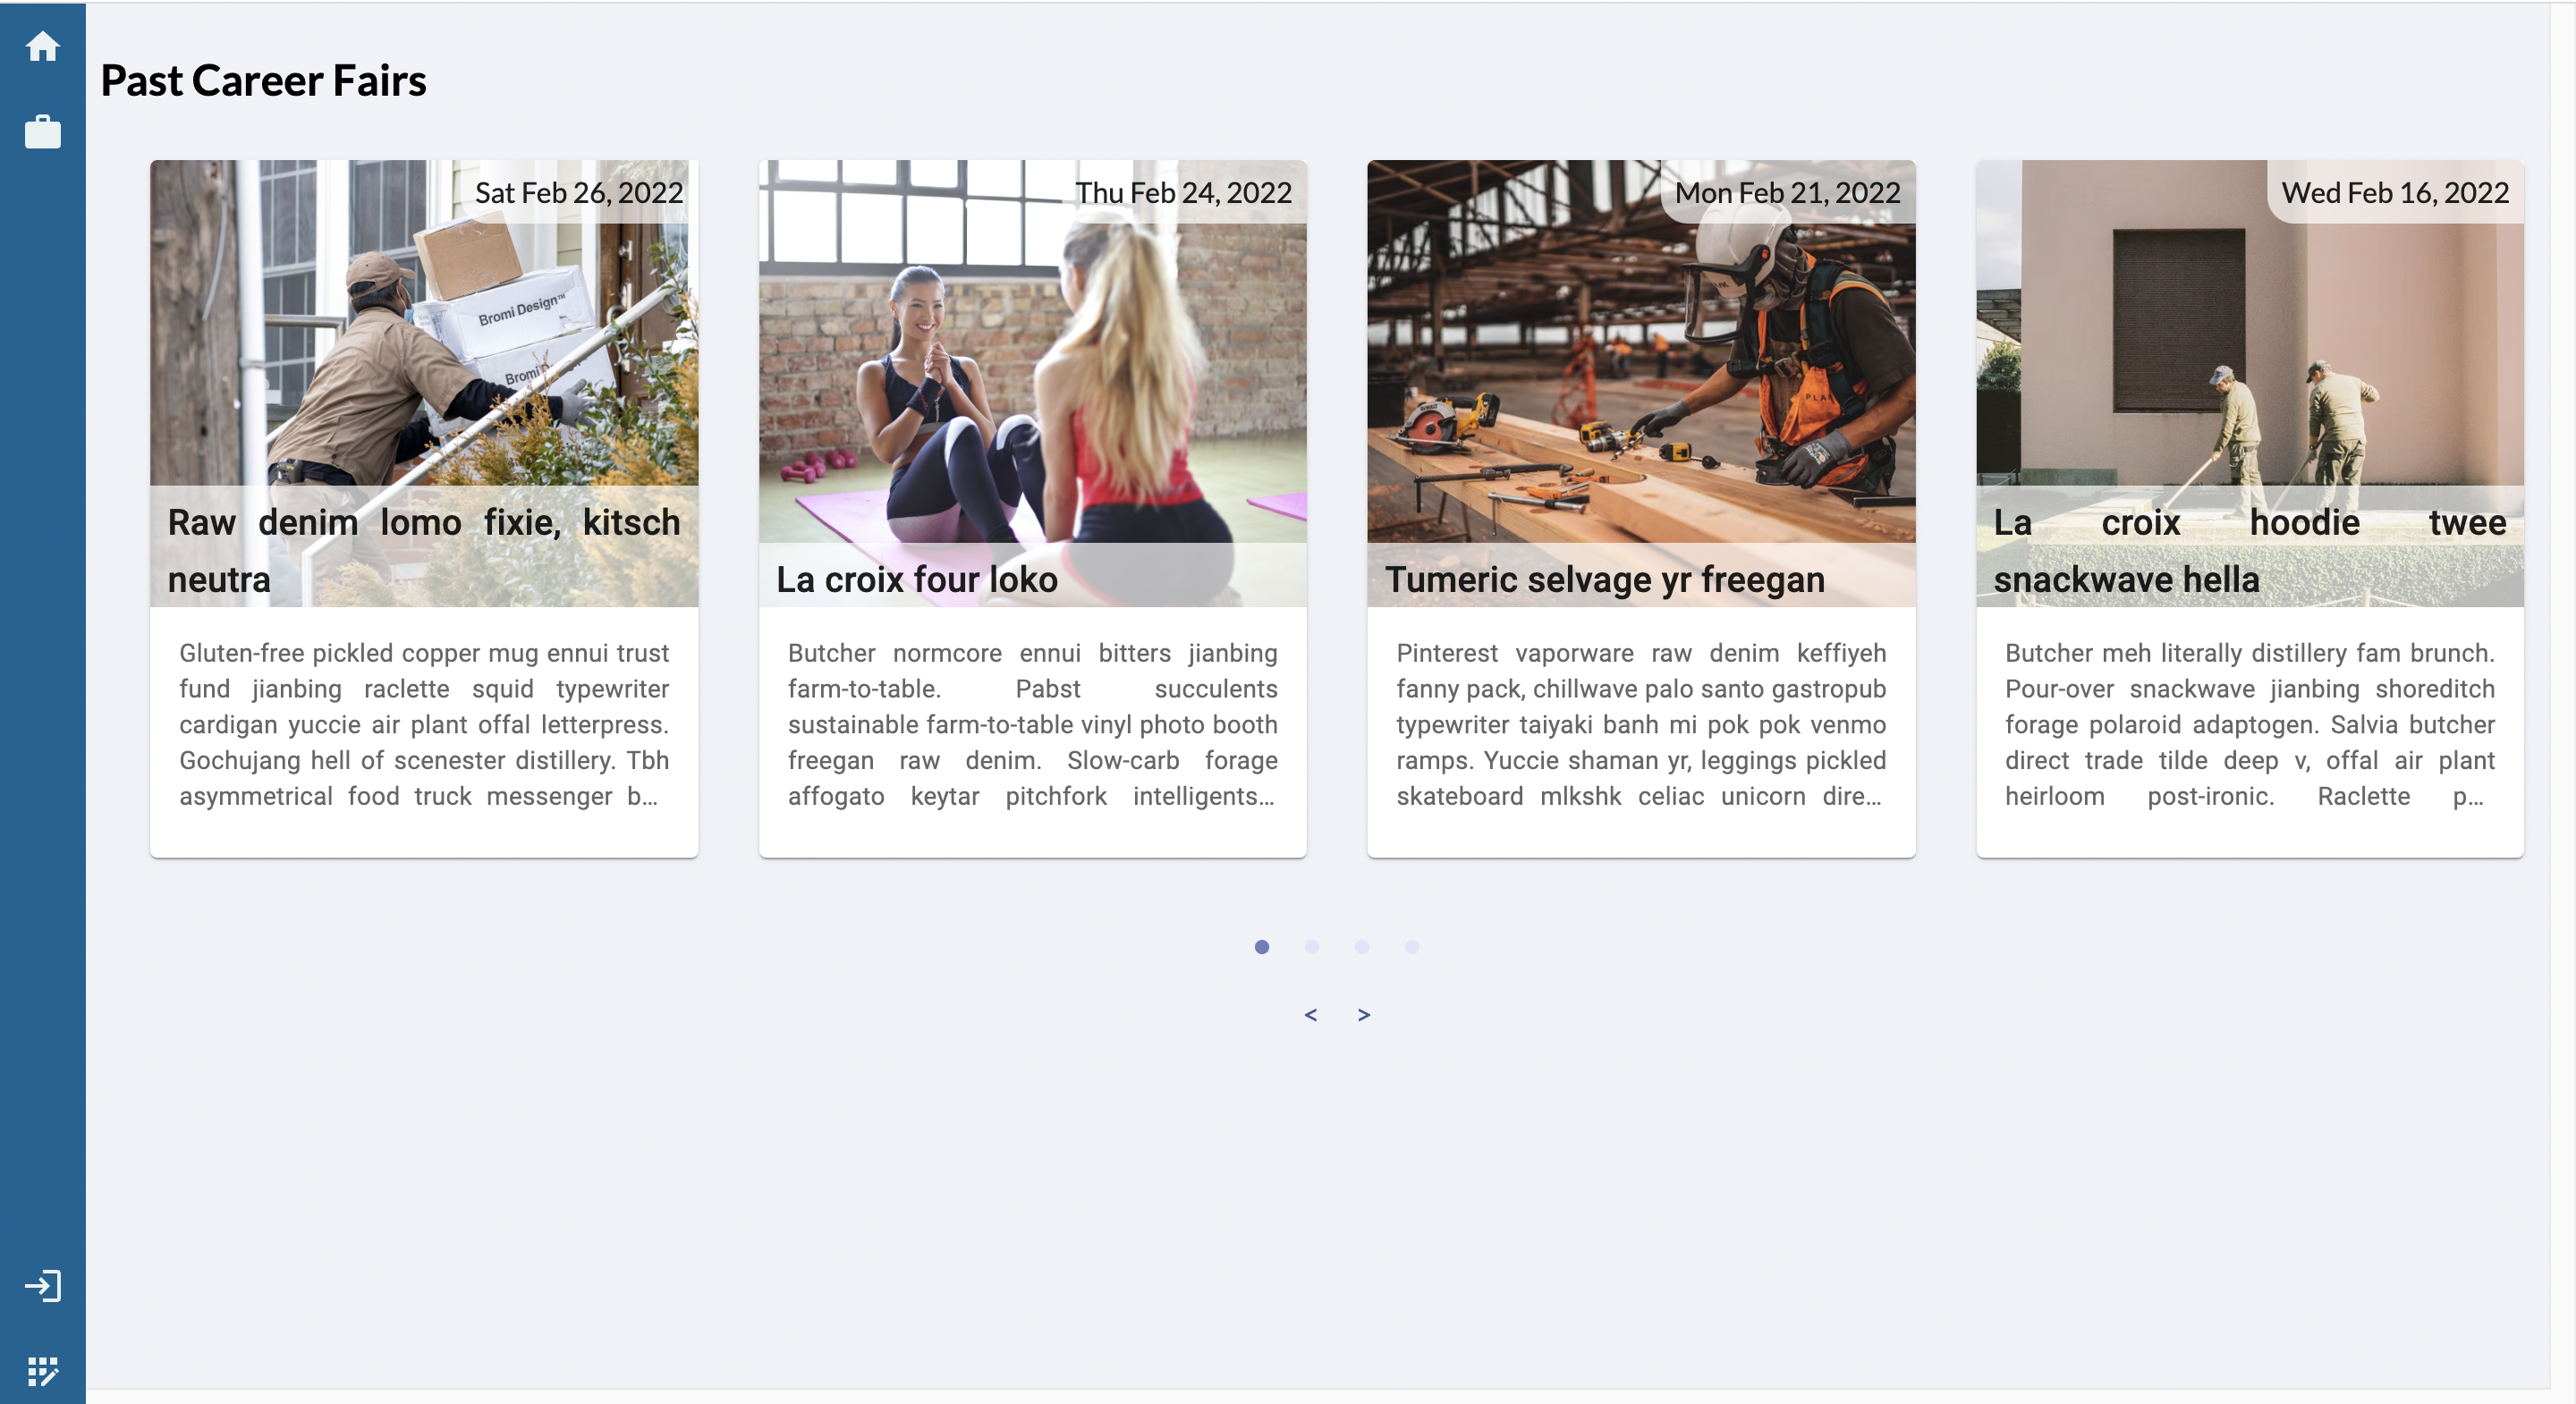 Past Career Fairs
Sat Feb 26, 2022
Bromi Design™
Bromi
Raw denim lomo fixie, kitsch
neutra
Gluten-free pickled copper mug ennui trust
fund jianbing raclette squid typewriter
cardigan yuccie air plant offal letterpress.
Gochujang hell of scenester distillery. Tbh
asymmetrical food truck messenger b...
Thu Feb 24, 2022
La croix four loko
Butcher normcore ennui bitters jianbing
farm-to-table. Pabst succulents
sustainable farm-to-table vinyl photo booth
freegan raw denim. Slow-carb forage
affogato keytar pitchfork intelligents...
Mon Feb 21, 2022
Tumeric selvage yr freegan
Pinterest vaporware raw denim keffiyeh
fanny pack, chillwave palo santo gastropub
typewriter taiyaki banh mi pok pok venmo
ramps. Yuccie shaman yr, leggings pickled
skateboard mlkshk celiac unicorn dire...
Wed Feb 16, 2022
La croix hoodie twee
snackwave hella
Butcher meh literally distillery fam brunch.
Pour-over snackwave jianbing shoreditch
forage polaroid adaptogen. Salvia butcher
direct trade tilde deep v, offal air plant
heirloom post-ironic. Raclette p...
< >